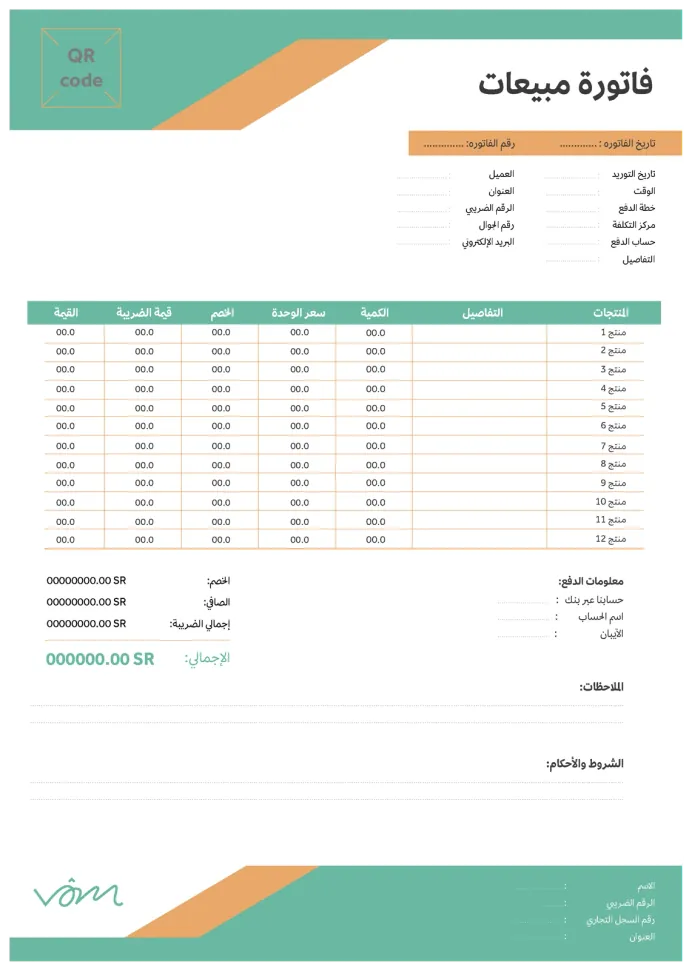 QR
code
فاتورة مبيعات
تاريخ الفاتوره : ............. رقم الفاتوره: ..............
تاريخ التوريد : العميل :
الوقت : العنوان :
خطة الدفع : الرقم الضريبي :
مركز التكلفة : رقم الجوال :
حساب الدفع : البريد الإلكتروني :
التفاصيل :
المنتجات التفاصيل الكمية سعر الوحدة الخصم قيمة الضريبة القيمة
منتج 1 00.0 00.0 00.0 00.0 00.0
منتج 2 00.0 00.0 00.0 00.0 00.0
منتج 3 00.0 00.0 00.0 00.0 00.0
منتج 4 00.0 00.0 00.0 00.0 00.0
منتج 5 00.0 00.0 00.0 00.0 00.0
منتج 6 00.0 00.0 00.0 00.0 00.0
منتج 7 00.0 00.0 00.0 00.0 00.0
منتج 8 00.0 00.0 00.0 00.0 00.0
منتج 9 00.0 00.0 00.0 00.0 00.0
منتج 10 00.0 00.0 00.0 00.0 00.0
منتج 11 00.0 00.0 00.0 00.0 00.0
منتج 12 00.0 00.0 00.0 00.0 00.0
معلومات الدفع:
حسابنا عبر بنك :
اسم الحساب :
الأيبان :
الخصم: 00000000.00 SR
الصافي: 00000000.00 SR
إجمالي الضريبة: 00000000.00 SR
الإجمالي: 000000.00 SR
الملاحظات:
الشروط والأحكام:
الاسم :
الرقم الضريبي :
رقم السجل التجاري :
العنوان :